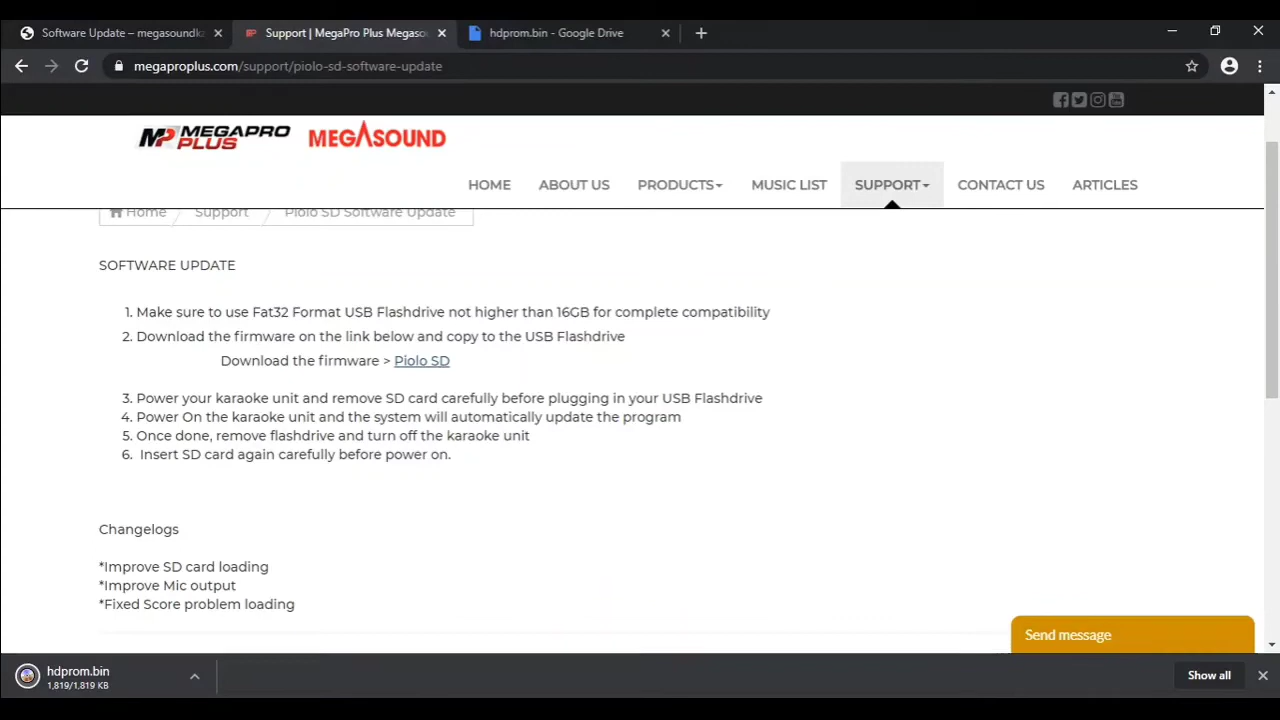 Software Update – megasoundka
Support | MegaPro Plus Megasou
hdprom.bin - Google Drive
megaproplus.com/support/piolo-sd-software-update
MP MEGAPRO PLUS MEGASOUND
HOME ABOUT US PRODUCTS MUSIC LIST SUPPORT CONTACT US ARTICLES
Home Support Piolo SD Software Update
SOFTWARE UPDATE
1. Make sure to use Fat32 Format USB Flashdrive not higher than 16GB for complete compatibility
2. Download the firmware on the link below and copy to the USB Flashdrive
Download the firmware > Piolo SD
3. Power your karaoke unit and remove SD card carefully before plugging in your USB Flashdrive
4. Power On the karaoke unit and the system will automatically update the program
5. Once done, remove flashdrive and turn off the karaoke unit
6. Insert SD card again carefully before power on.
Changelogs
*Improve SD card loading
*Improve Mic output
*Fixed Score problem loading
Send message
hdprom.bin
1,819/1,819 KB
Show all